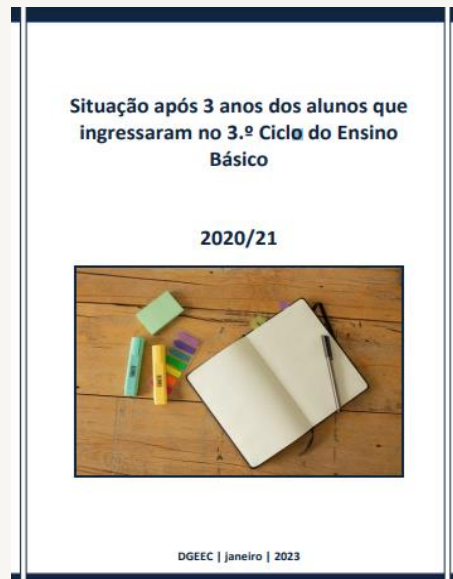 Situação após 3 anos dos alunos que
ingressaram no 3.º Ciclo do Ensino
Básico
2020/21
DGEEC | janeiro | 2023